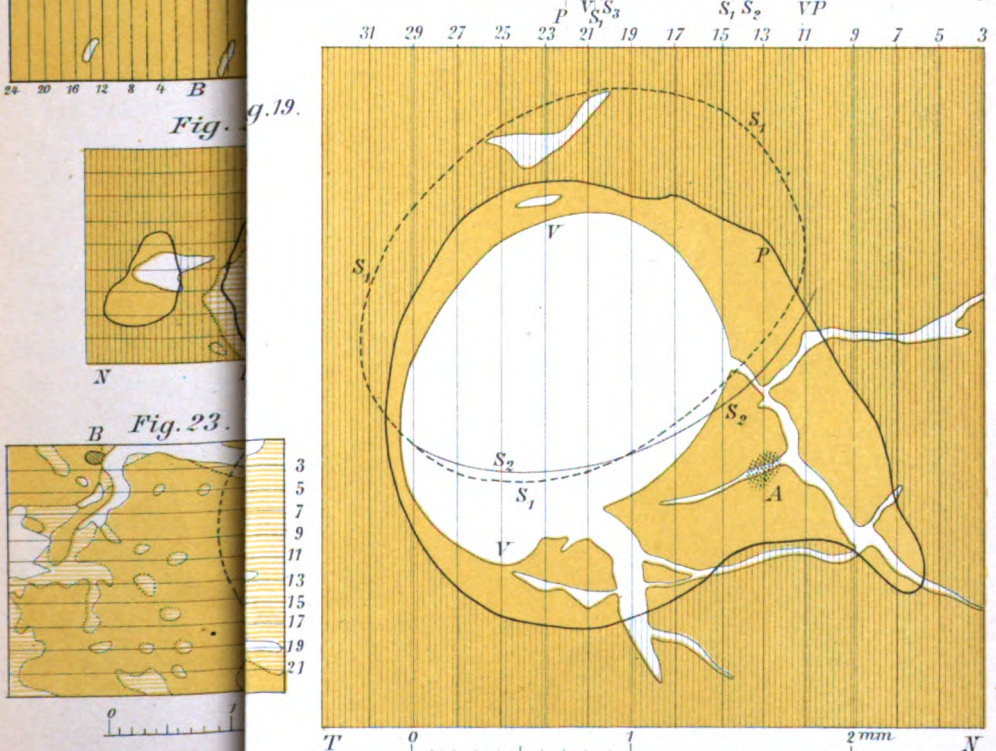 24 20 16 12 8 4 B
Fig.
N
B Fig. 23.
3
5
7
9
11
13
15
17
19
21
0 1
g. 19.
P V S₁ S₃ S₁ S₂ VP
31 29 27 25 23 21 19 17 15 13 11 9 7 5 3
S₁
V
P
S₁
S₂
S₂
S₁
A
V
T 0 1 2 mm N